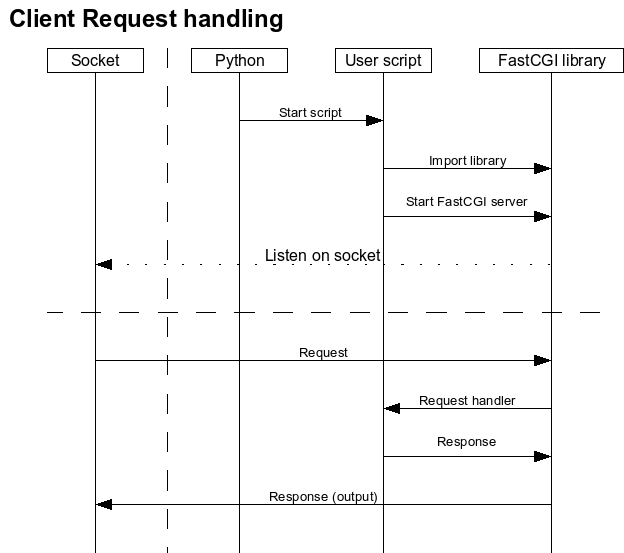 Client Request handling
Socket
Python
User script
FastCGI library
Start script
Import library
Start FastCGI server
Listen on socket
Request
Request handler
Response
Response (output)